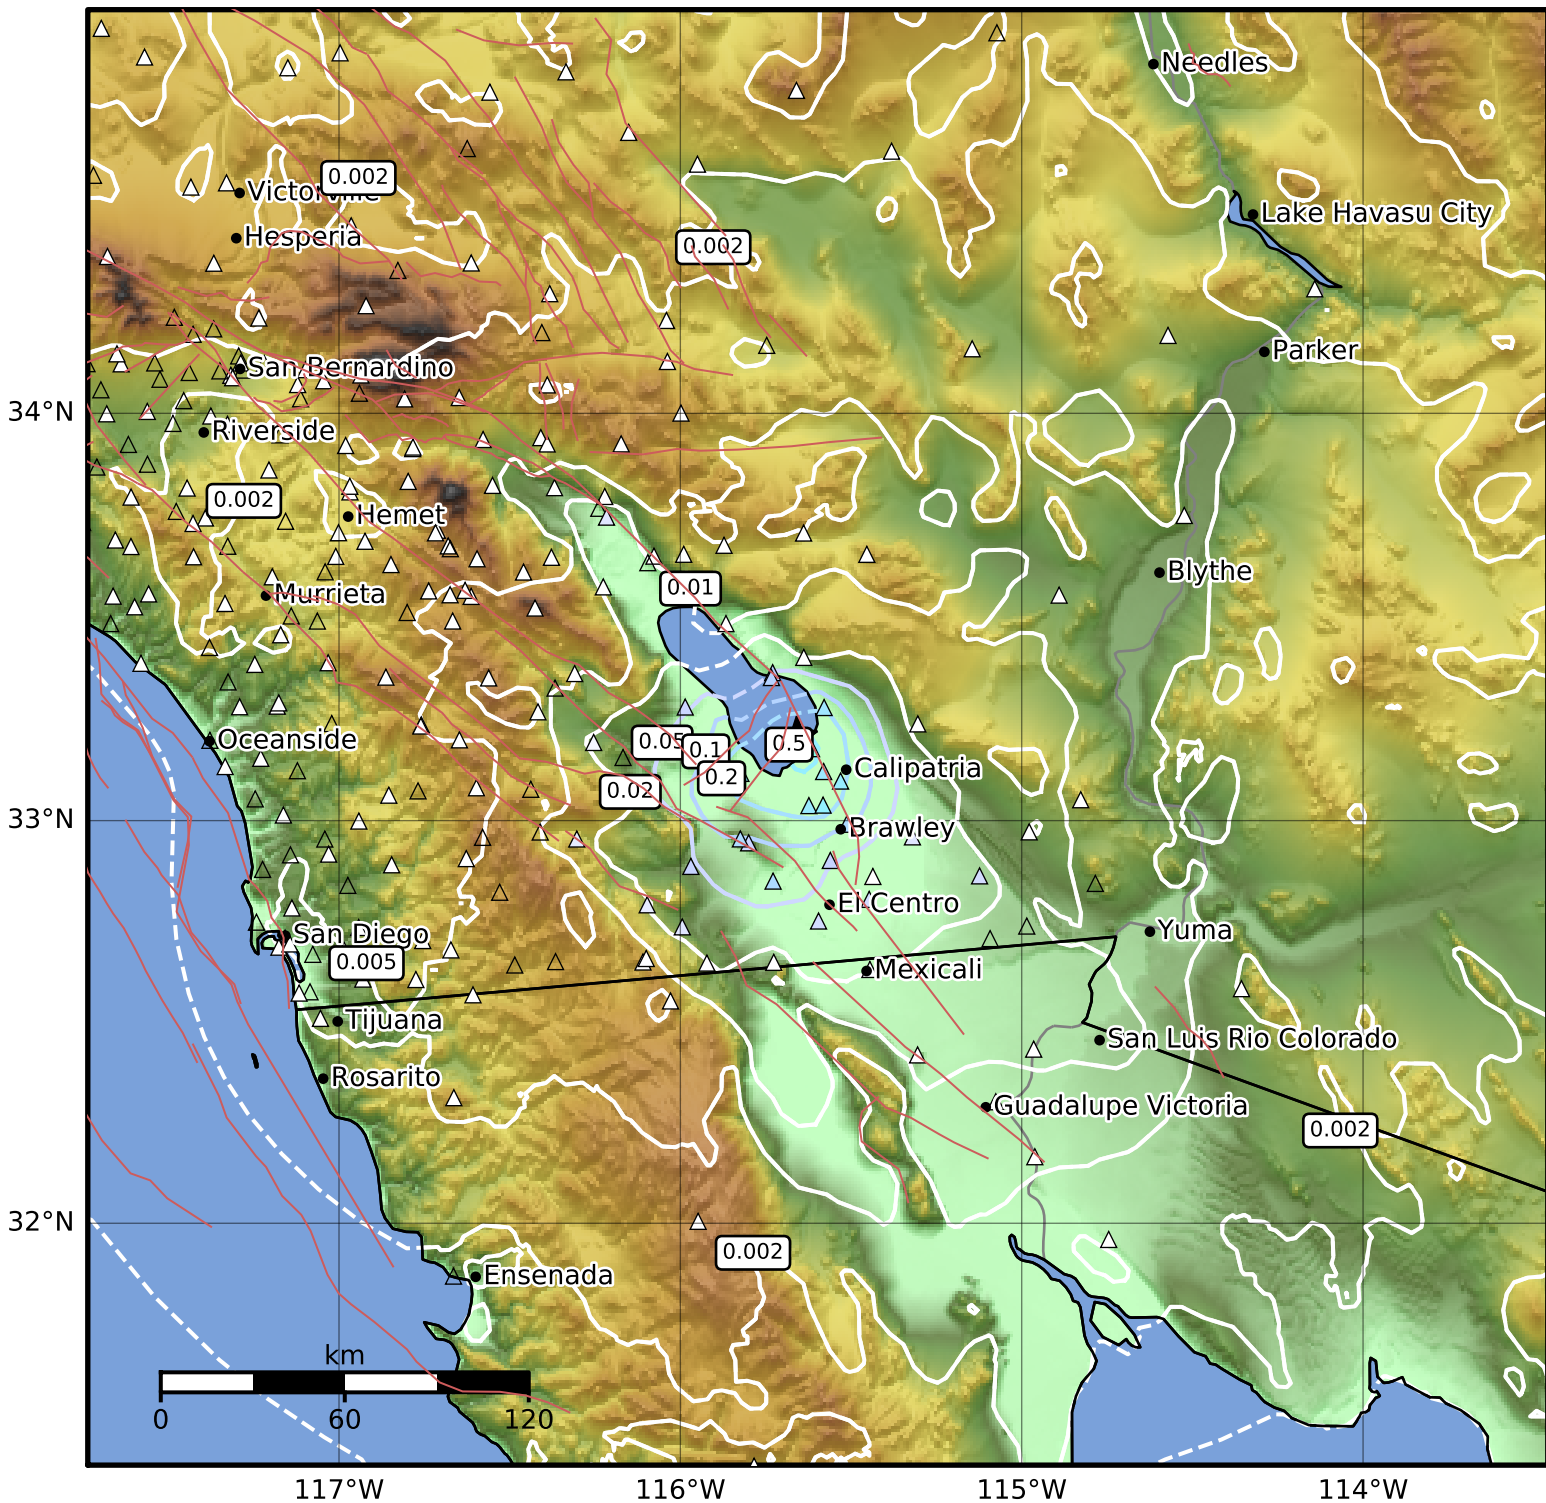 Needles
0.002
Victorville
Lake Havasu City
Hesperia
0.002
Parker
San Bernardino
34°N
Riverside
0.002
Hemet
Blythe
0.01
Murrieta
Oceanside
0.05
0.1
0.5
0.2
Calipatria
0.02
33°N
Brawley
El Centro
San Diego
Yuma
0.005
Mexicali
Tijuana
San Luis Rio Colorado
Rosarito
Guadalupe Victoria
0.002
32°N
0.002
Ensenada
km
0 60 120
117°W 116°W 115°W 114°W